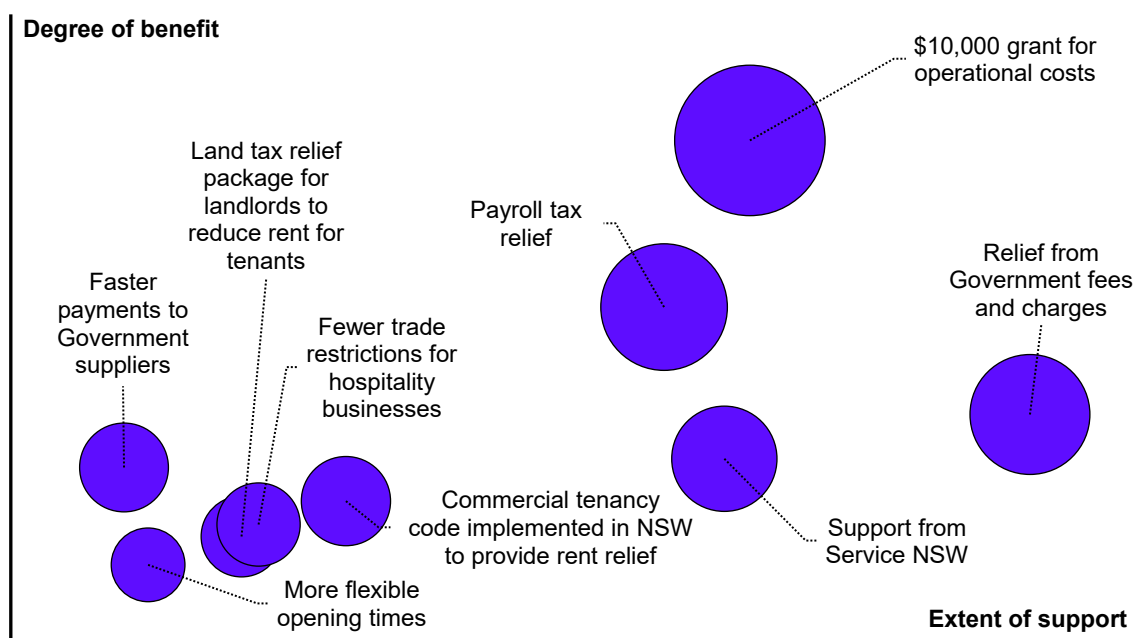 Degree of benefit
$10,000 grant for
operational costs
Land tax relief
package for
landlords to
reduce rent for
tenants
Payroll tax
relief
Relief from
Government fees
and charges
Faster
payments to
Government
suppliers
Fewer trade
restrictions for
hospitality
businesses
Commercial tenancy
code implemented in NSW
to provide rent relief
Support from
Service NSW
More flexible
opening times
Extent of support